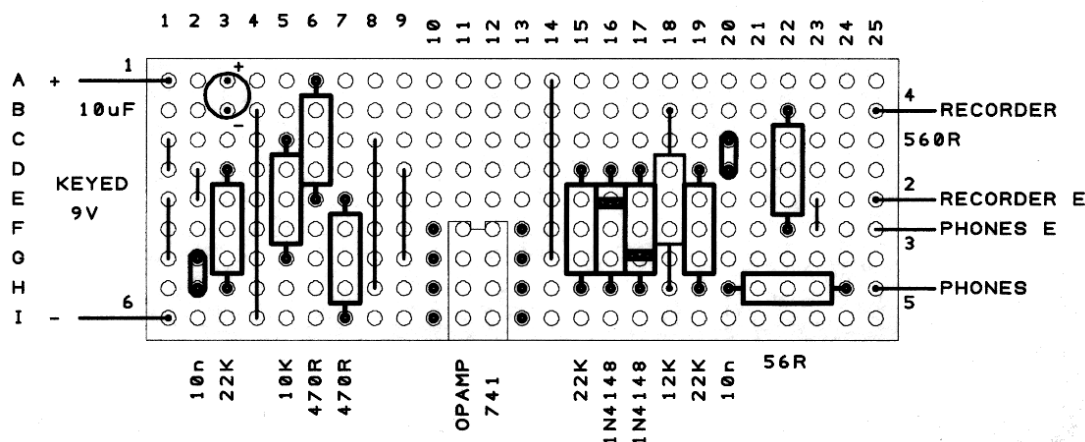 1 2 3 4 5 6 7 8 9 10 11 12 13 14 15 16 17 18 19 20 21 22 23 24 25
A + 1 +
B 10uF - 4 RECORDER
C 560R
D KEYED
E 9V 2 RECORDER E
F 3 PHONES E
G
H 5 PHONES
I - 6
10n 22K 10K 470R 470R OPAMP 741 22K 1N4148 1N4148 12K 22K 10n 56R